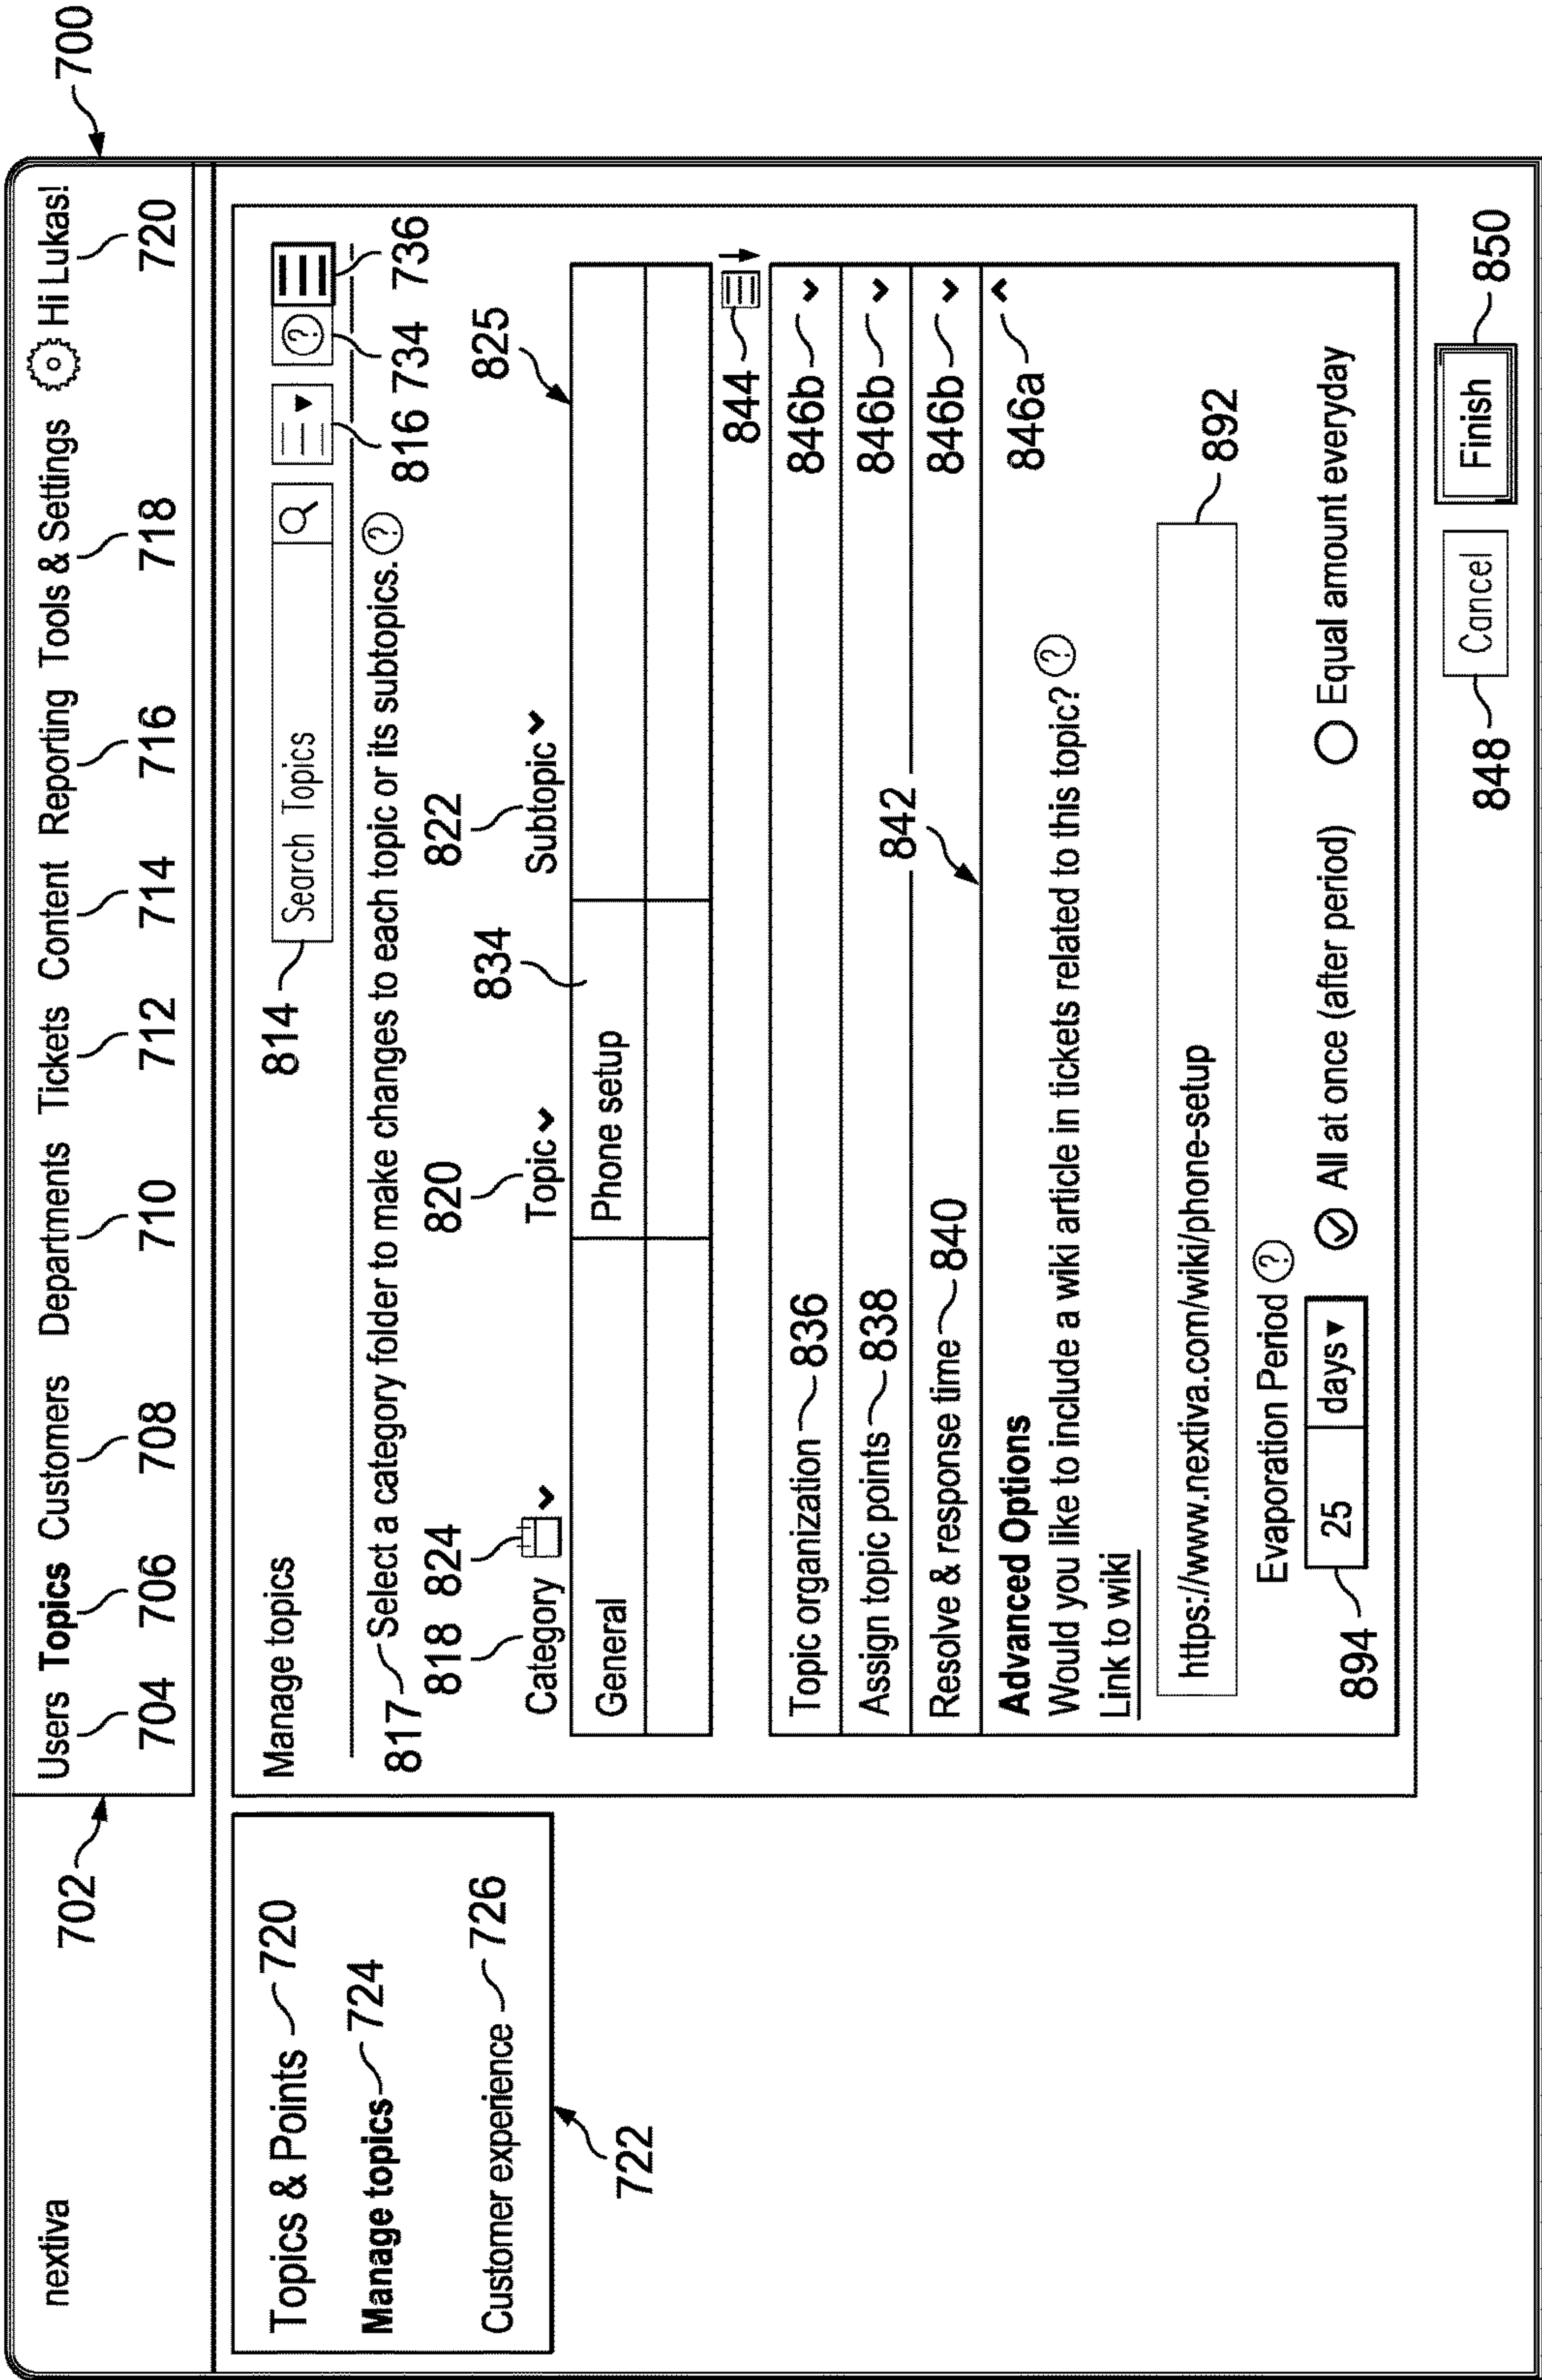 700
nextiva
702
Users Topics Customers Departments Tickets Content Reporting Tools & Settings Hi Lukas!
704 706 708 710 712 714 716 718 720
Topics & Points 720
Manage topics 724
Customer experience 726
722
Manage topics
814 Search Topics
? 
816 734 736
817 Select a category folder to make changes to each topic or its subtopics. ?
818 824 820 822
Category Topic Subtopic
834 825
General Phone setup
844
Topic organization 836 846b
Assign topic points 838 846b
842
Resolve & response time 840 846b
Advanced Options 846a
Would you like to include a wiki article in tickets related to this topic? ?
Link to wiki
https://www.nextiva.com/wiki/phone-setup 892
Evaporation Period ?
894 25 days All at once (after period) Equal amount everyday
848 Cancel Finish 850